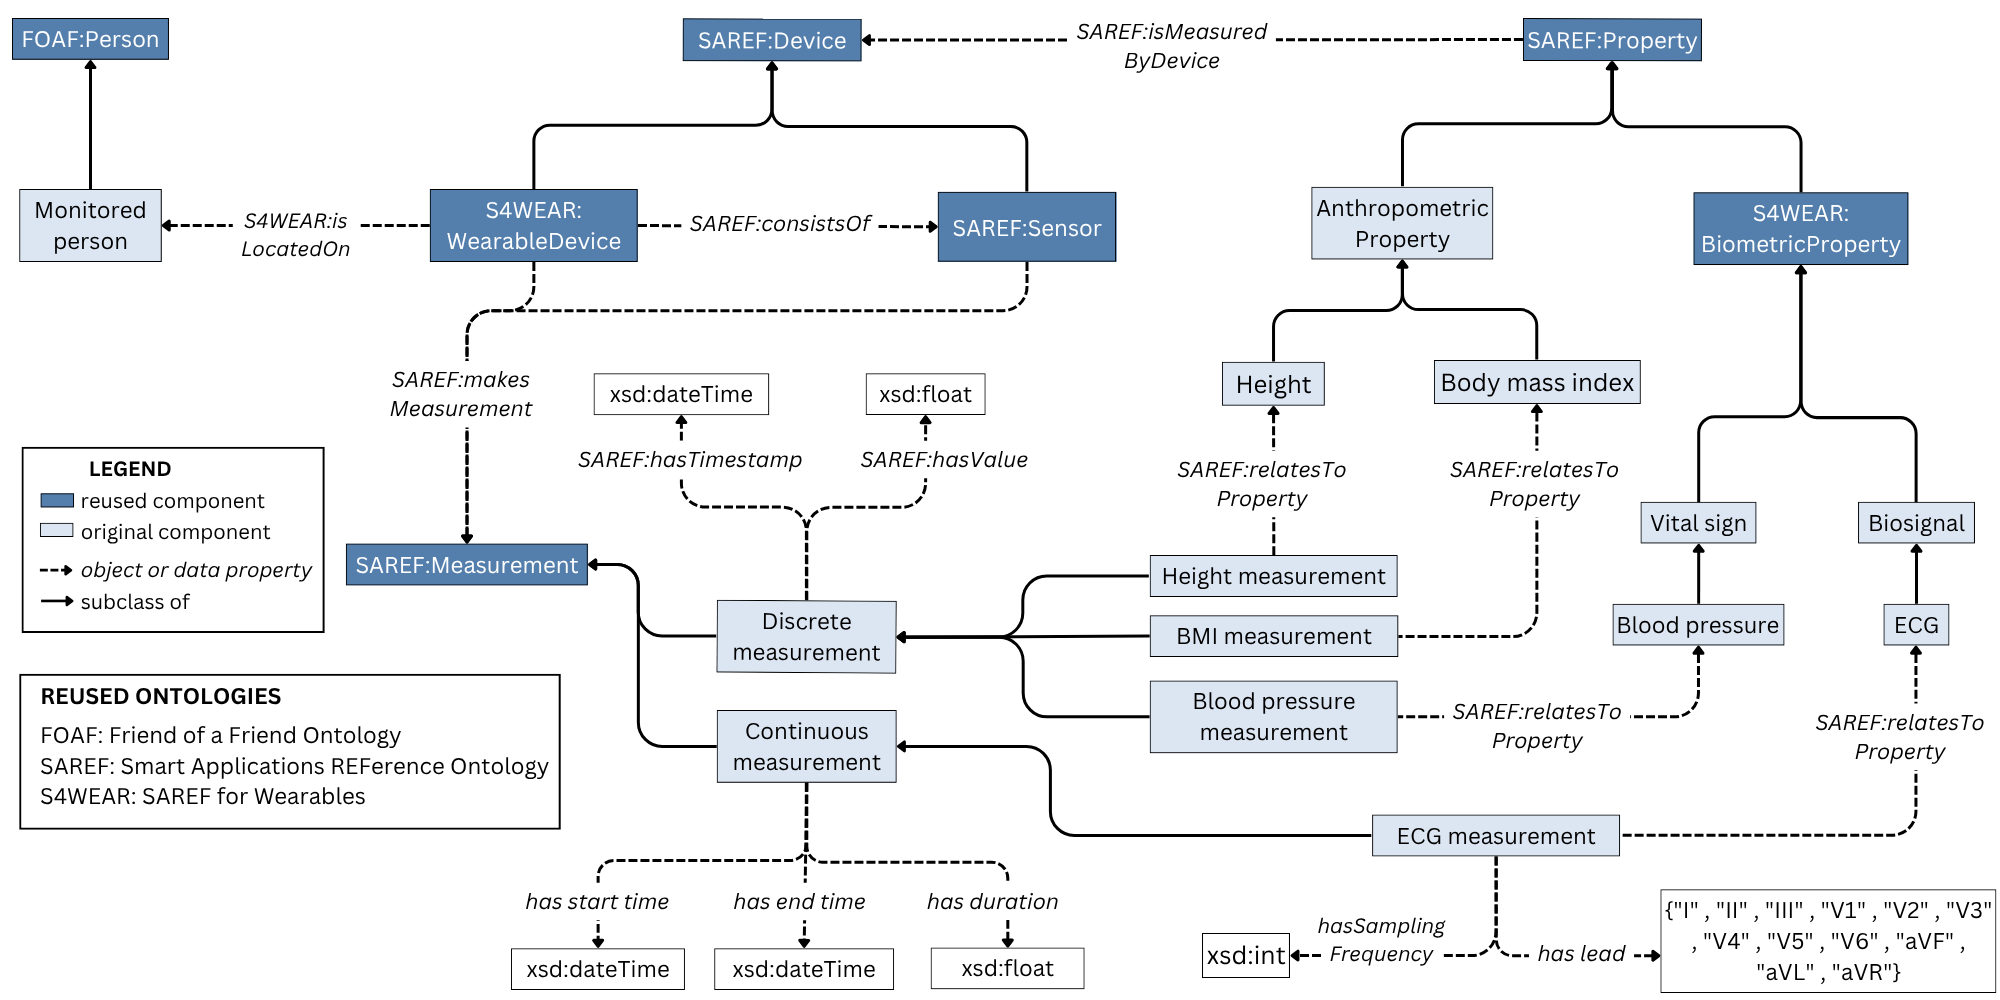 FOAF:Person
SAREF:Device
SAREF:isMeasured
ByDevice
SAREF:Property
Monitored
person
S4WEAR:is
LocatedOn
S4WEAR:
WearableDevice
SAREF:consistsOf
SAREF:Sensor
Anthropometric
Property
S4WEAR:
BiometricProperty
SAREF:makes
Measurement
xsd:dateTime
xsd:float
Height
Body mass index
SAREF:hasTimestamp
SAREF:hasValue
SAREF:relatesTo
Property
SAREF:relatesTo
Property
Vital sign
Biosignal
LEGEND
reused component
original component
object or data property
subclass of
SAREF:Measurement
Discrete
measurement
Height measurement
BMI measurement
Blood pressure
measurement
Blood pressure
ECG
SAREF:relatesTo
Property
SAREF:relatesTo
Property
REUSED ONTOLOGIES
FOAF: Friend of a Friend Ontology
SAREF: Smart Applications REFerence Ontology
S4WEAR: SAREF for Wearables
Continuous
measurement
ECG measurement
has start time
has end time
has duration
xsd:dateTime
xsd:dateTime
xsd:float
hasSampling
Frequency
xsd:int
has lead
{"I" , "II" , "III" , "V1" , "V2" , "V3"
, "V4" , "V5" , "V6" , "aVF" ,
"aVL" , "aVR"}